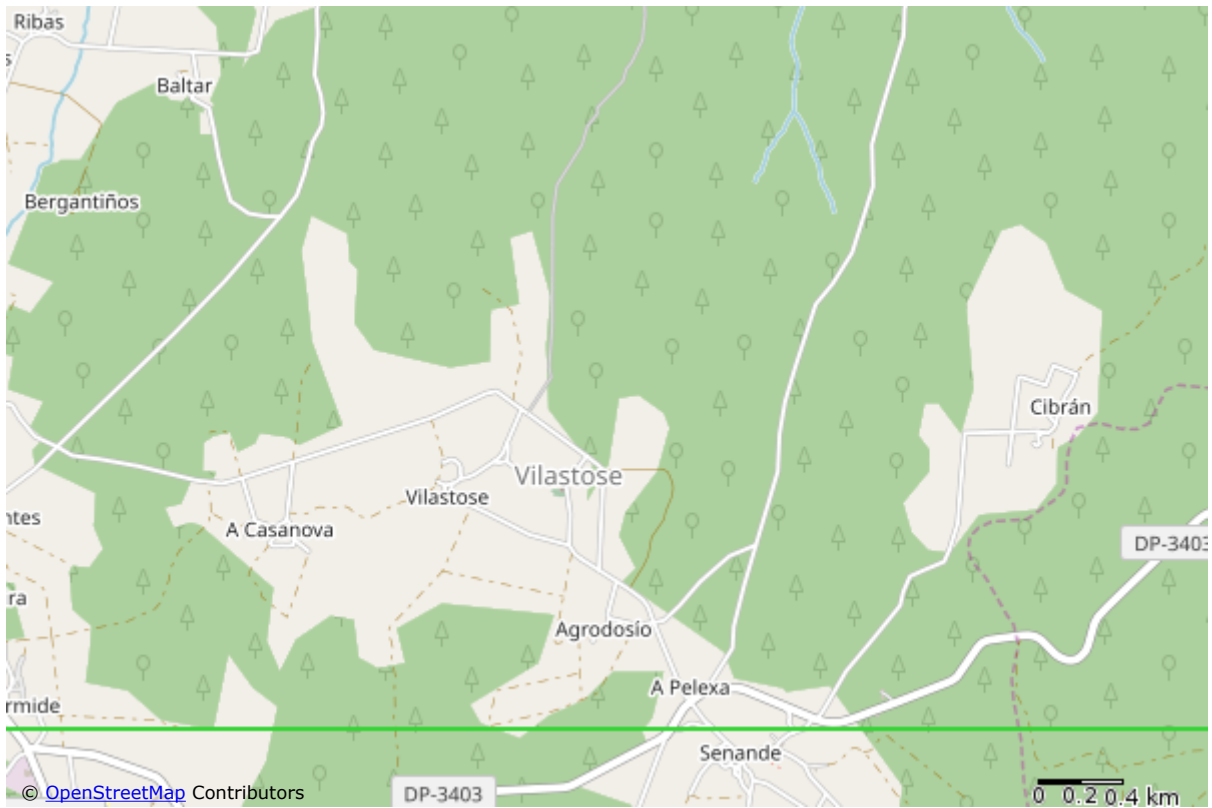 Ribas
Baltar
Bergantiños
Cibrán
Vilastose
Vilastose
A Casanova
DP-3403
Agrodosío
A Pelexa
Senande
DP-3403
© OpenStreetMap Contributors
0 0.2 0.4 km